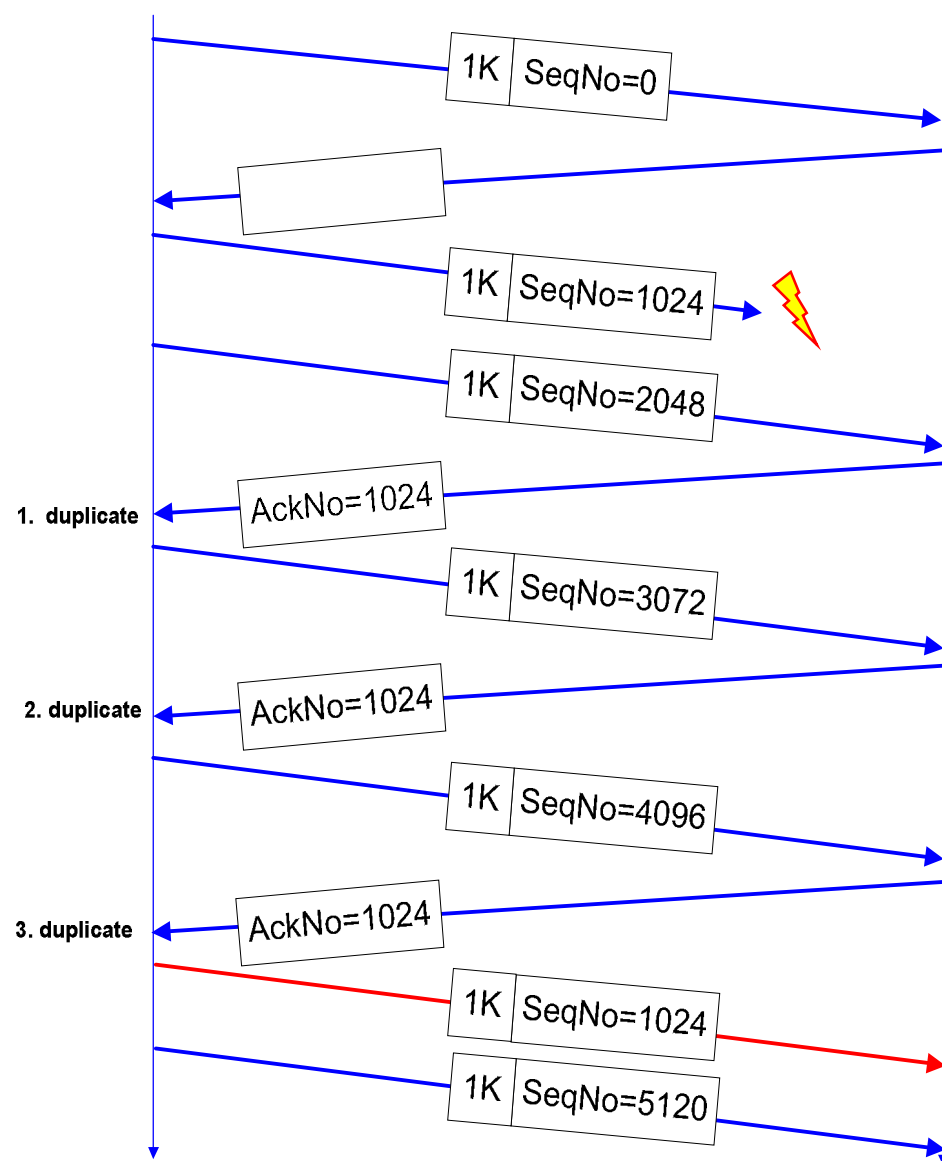 1K SeqNo=0
1K SeqNo=1024
1K SeqNo=2048
AckNo=1024
1. duplicate
1K SeqNo=3072
AckNo=1024
2. duplicate
1K SeqNo=4096
AckNo=1024
3. duplicate
1K SeqNo=1024
1K SeqNo=5120